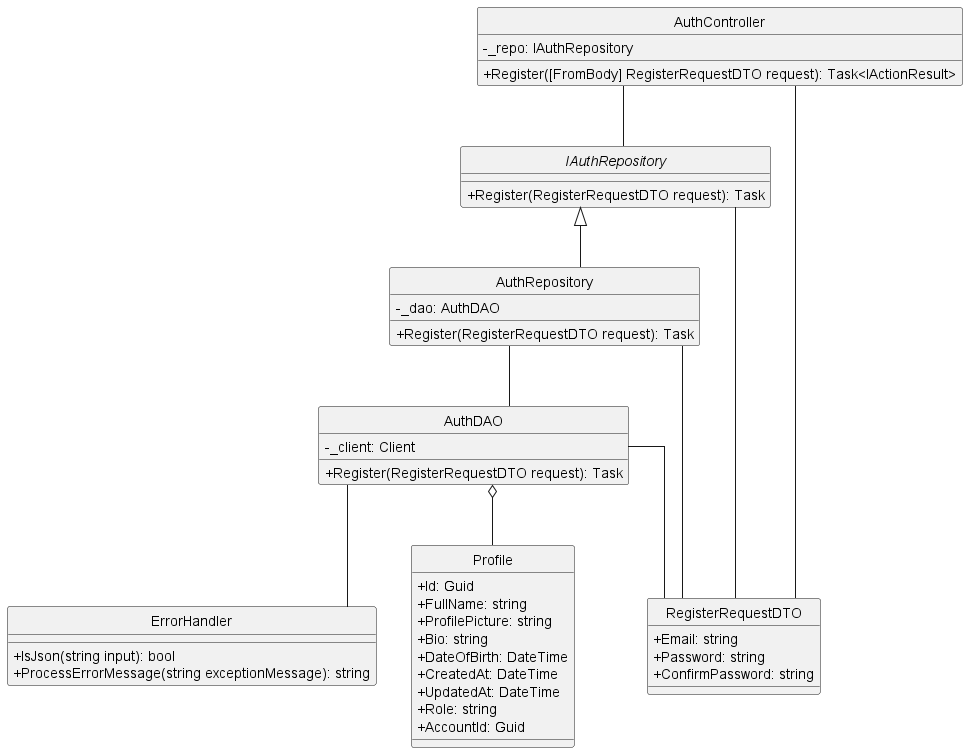 AuthController
-_repo: IAuthRepository
+Register([FromBody] RegisterRequestDTO request): Task<IActionResult>
IAuthRepository
+Register(RegisterRequestDTO request): Task
AuthRepository
-_dao: AuthDAO
+Register(RegisterRequestDTO request): Task
AuthDAO
-_client: Client
+Register(RegisterRequestDTO request): Task
ErrorHandler
+IsJson(string input): bool
+ProcessErrorMessage(string exceptionMessage): string
Profile
+Id: Guid
+FullName: string
+ProfilePicture: string
+Bio: string
+DateOfBirth: DateTime
+CreatedAt: DateTime
+UpdatedAt: DateTime
+Role: string
+AccountId: Guid
RegisterRequestDTO
+Email: string
+Password: string
+ConfirmPassword: string